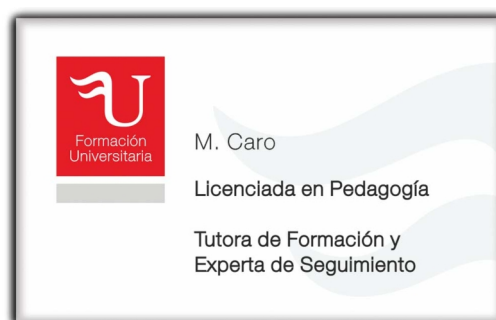 Formación
Universitaria
M. Caro
Licenciada en Pedagogía
Tutora de Formación y
Experta de Seguimiento